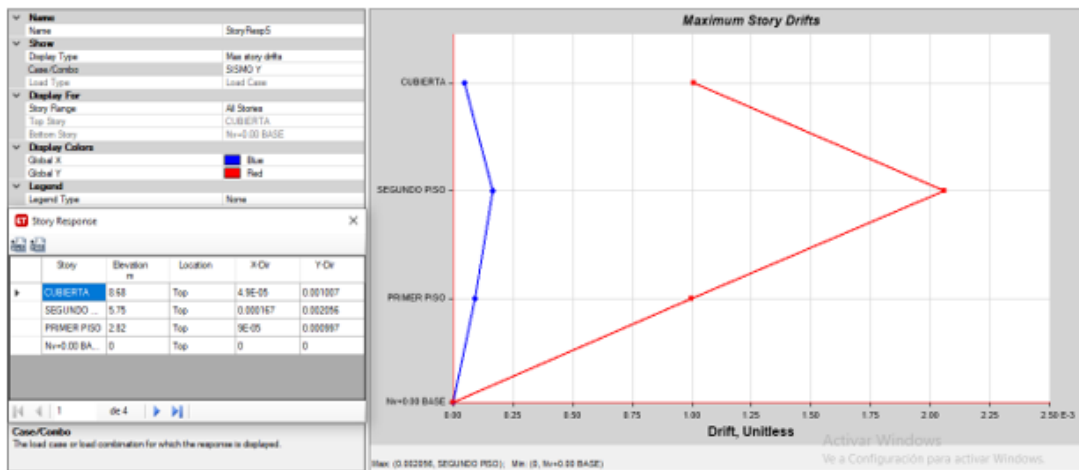 Name
Name StoryResp5
Show
Display Type Max story drifts
Case/Combo SISMO Y
Load Type Load Case
Display For
Story Range All Stories
Top Story CUBIERTA
Bottom Story Nv+0.00 BASE
Display Colors
Global X Blue
Global Y Red
Legend
Legend Type None
Story Response
Story Elevation m Location X-Dir Y-Dir
CUBIERTA 8.68 Top 4.9E-05 0.001007
SEGUNDO ... 5.75 Top 0.000167 0.002056
PRIMER PISO 2.82 Top 9E-05 0.000997
Nv+0.00 BA... 0 Top 0 0
1 de 4
Case/Combo
The load case or load combination for which the response is displayed.
Maximum Story Drifts
CUBIERTA
SEGUNDO PISO
PRIMER PISO
Nv+0.00 BASE
0.00 0.25 0.50 0.75 1.00 1.25 1.50 1.75 2.00 2.25 2.50 E-3
Drift, Unitless
Max: (0.002056, SEGUNDO PISO); Min: (0, Nv+0.00 BASE)
Activar Windows
Ve a Configuración para activar Windows.